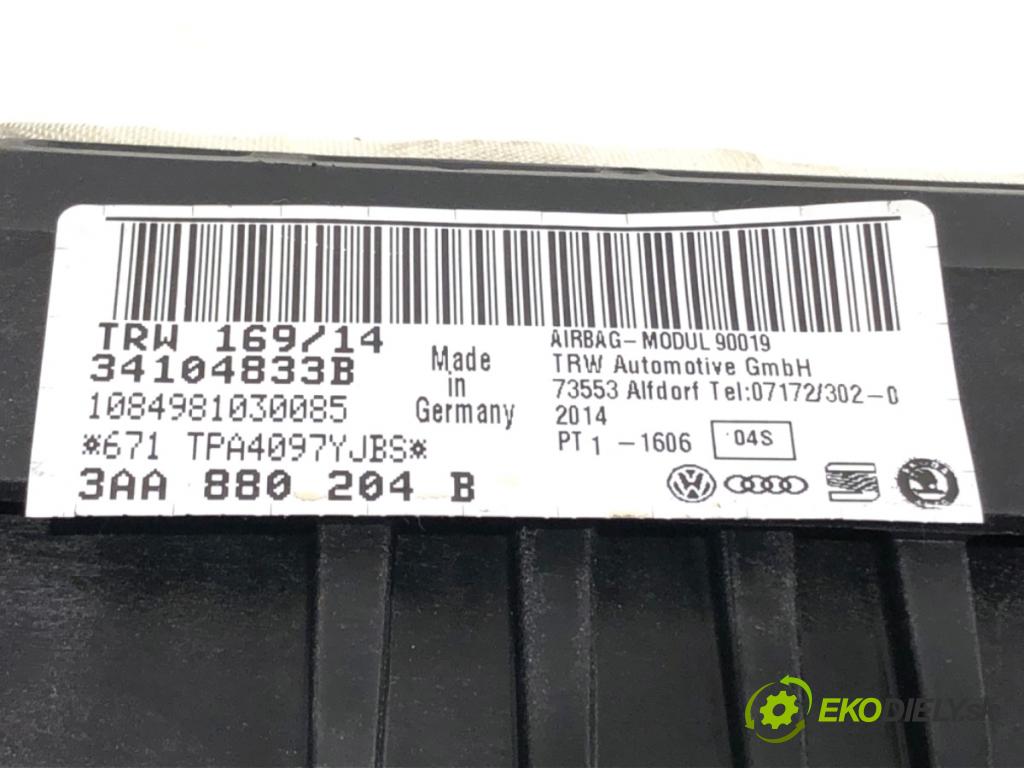 TRW 169/14
34104833B
1084981030085
*671 TPA4097YJBS*
3AA 880 204 B
Made
in
Germany
AIRBAG-MODUL 90019
TRW Automotive GmbH
73553 Alfdorf Tel:07172/302-0
2014
PT 1 -1606 04S
EKODIELY.sk